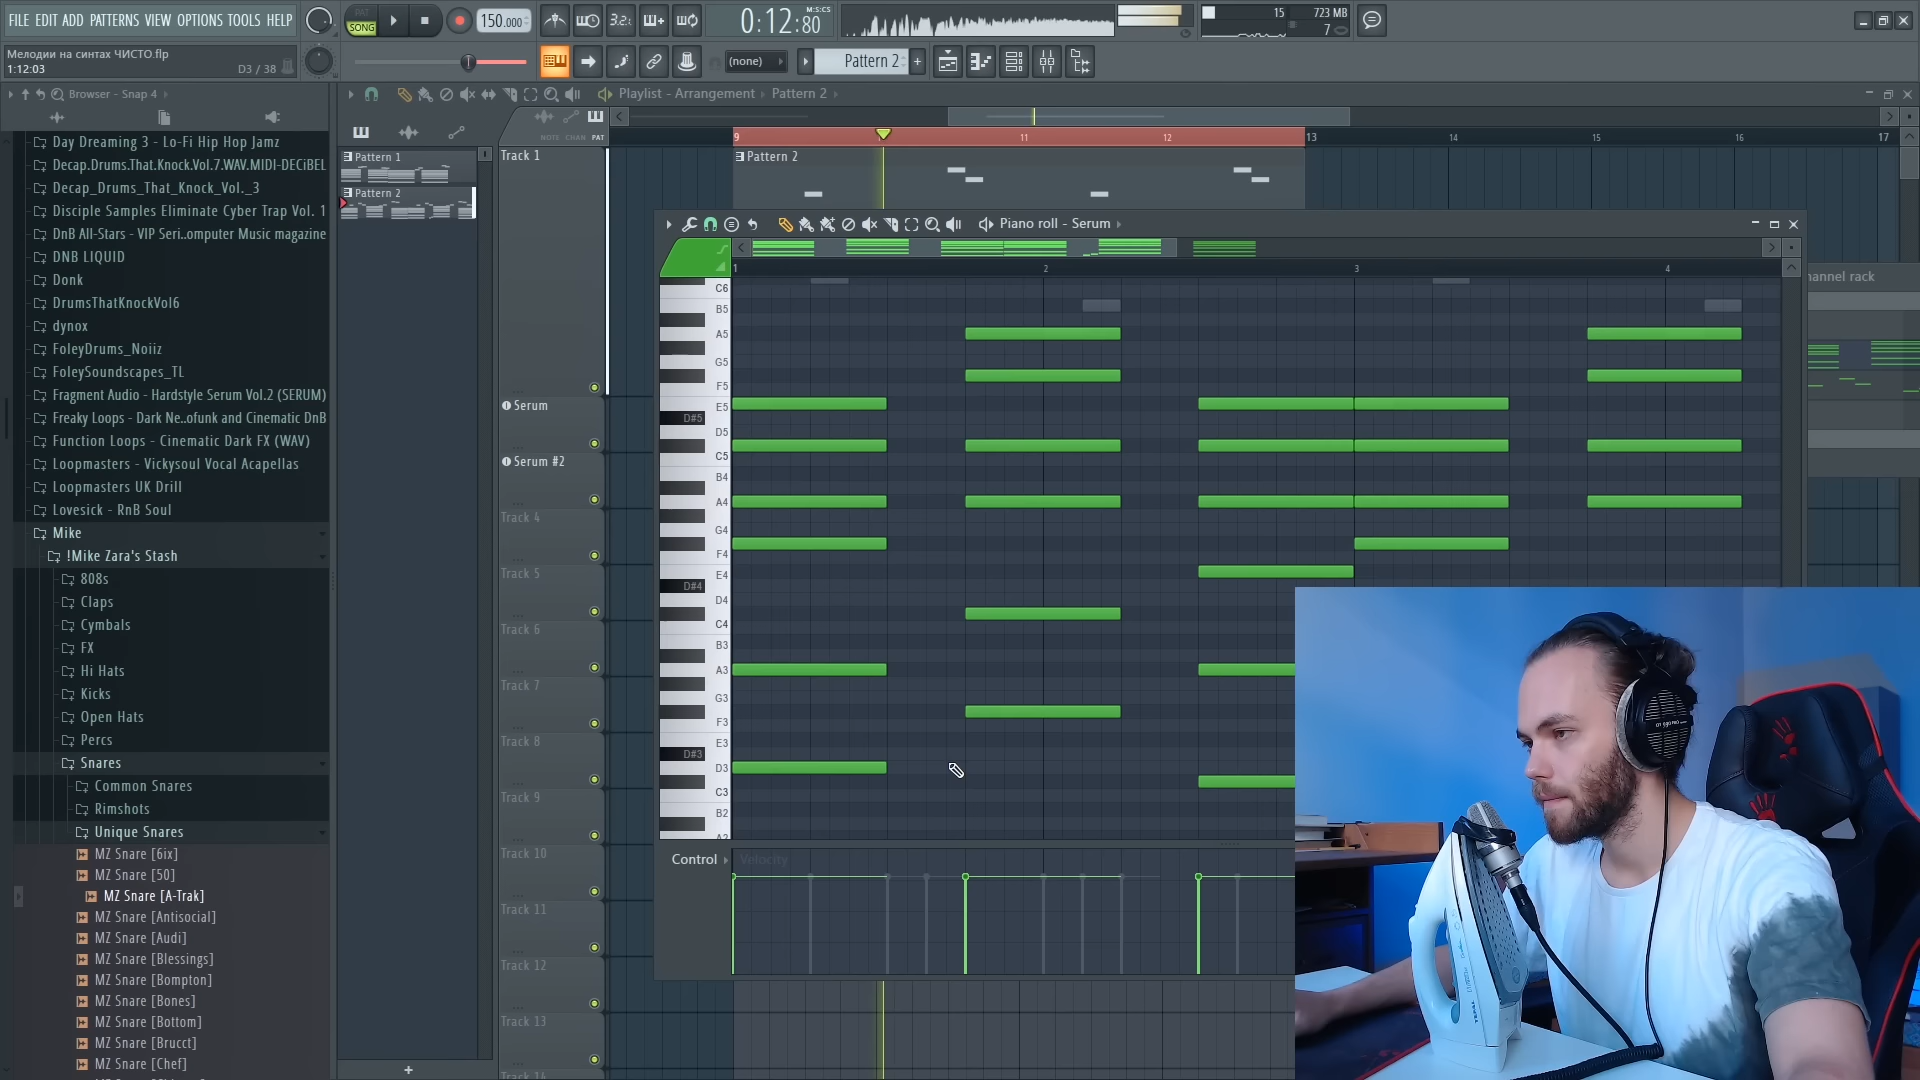 FILE EDIT ADD PATTERNS VIEW OPTIONS TOOLS HELP
PAT
SONG
150.000
3.2.
0:12:80
M:S:CS
15
723 MB
7
Мелодии на синтах ЧИСТО.flp
1:12:03
D3 / 38
(none)
Pattern 2
+
Browser - Snap 4
Playlist - Arrangement
Pattern 2
NOTE CHAN PAT
9
11
12
13
14
15
16
17
Day Dreaming 3 - Lo-Fi Hip Hop Jamz
Decap.Drums.That.Knock.Vol.7.WAV.MIDI-DECiBEL
Decap_Drums_That_Knock_Vol._3
Disciple Samples Eliminate Cyber Trap Vol. 1
DnB All-Stars - VIP Seri..omputer Music magazine
DNB LIQUID
Donk
DrumsThatKnockVol6
dynox
FoleyDrums_Noiiz
FoleySoundscapes_TL
Fragment Audio - Hardstyle Serum Vol.2 (SERUM)
Freaky Loops - Dark Ne..ofunk and Cinematic DnB
Function Loops - Cinematic Dark FX (WAV)
Loopmasters - Vickysoul Vocal Acapellas
Loopmasters UK Drill
Lovesick - RnB Soul
Mike
!Mike Zara's Stash
808s
Claps
Cymbals
FX
Hi Hats
Kicks
Open Hats
Percs
Snares
Common Snares
Rimshots
Unique Snares
MZ Snare [6ix]
MZ Snare [50]
MZ Snare [A-Trak]
MZ Snare [Antisocial]
MZ Snare [Audi]
MZ Snare [Blessings]
MZ Snare [Bompton]
MZ Snare [Bones]
MZ Snare [Bottom]
MZ Snare [Brucct]
MZ Snare [Chef]
Pattern 1
Pattern 2
+
Track 1
Serum
Serum #2
Track 4
Track 5
Track 6
Track 7
Track 8
Track 9
Track 10
Track 11
Track 12
Track 13
Track 14
Pattern 2
Piano roll - Serum
1
2
3
4
C6
B5
A5
G5
F5
E5
D#5
D5
C5
B4
A4
G4
F4
E4
D#4
D4
C4
B3
A3
G3
F3
E3
D#3
D3
C3
B2
A2
Control
Velocity
hannel rack